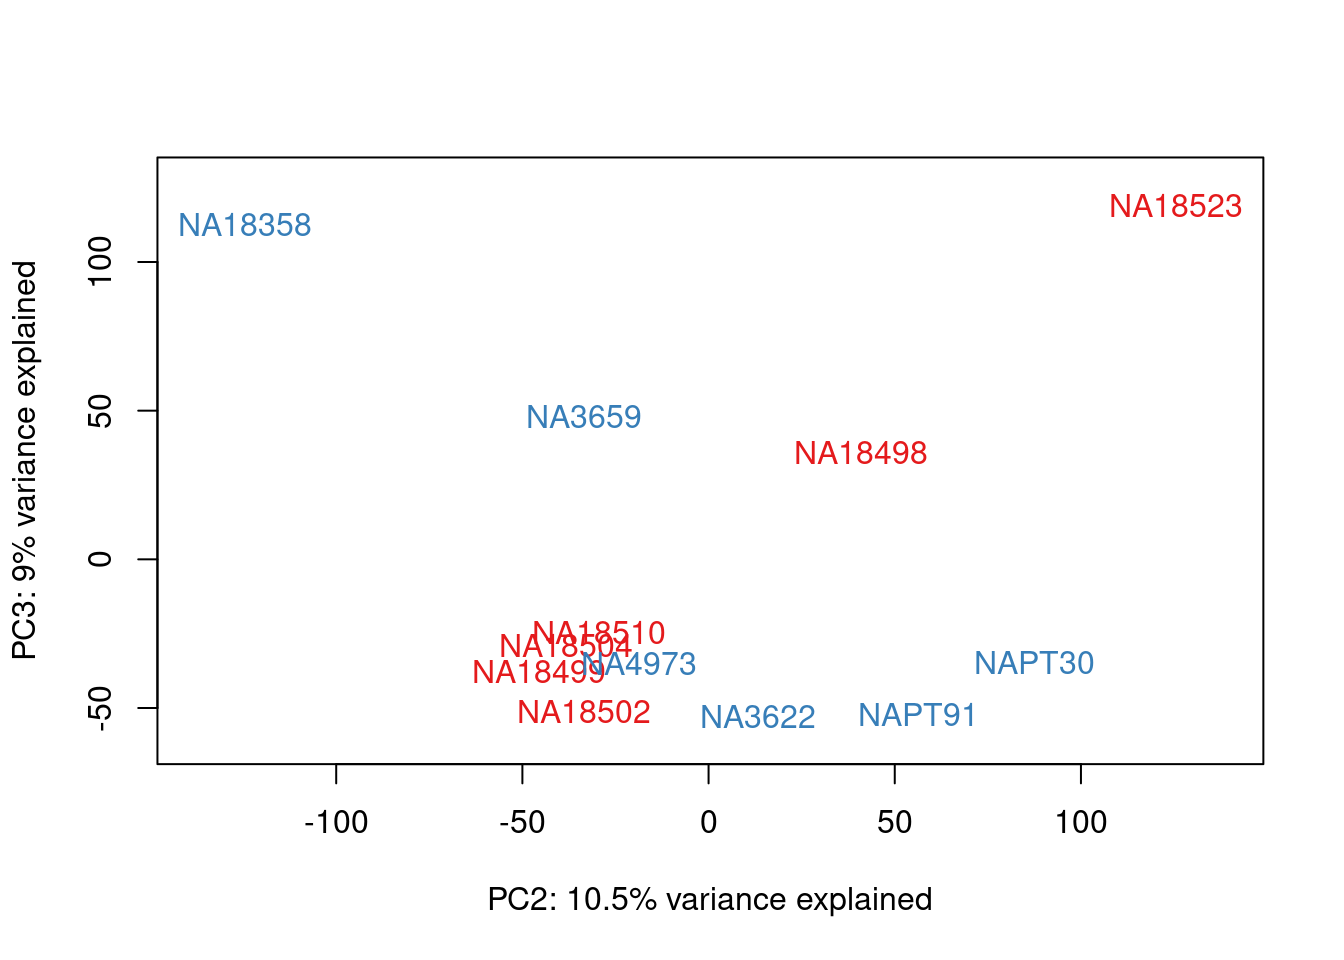 NA18523
NA18358
NA3659
NA18498
NA18510
NA18504
NA4973
NAPT30
NA18499
NA18502
NA3622
NAPT91
100
50
0
-50
PC3: 9% variance explained
-100
-50
0
50
100
PC2: 10.5% variance explained